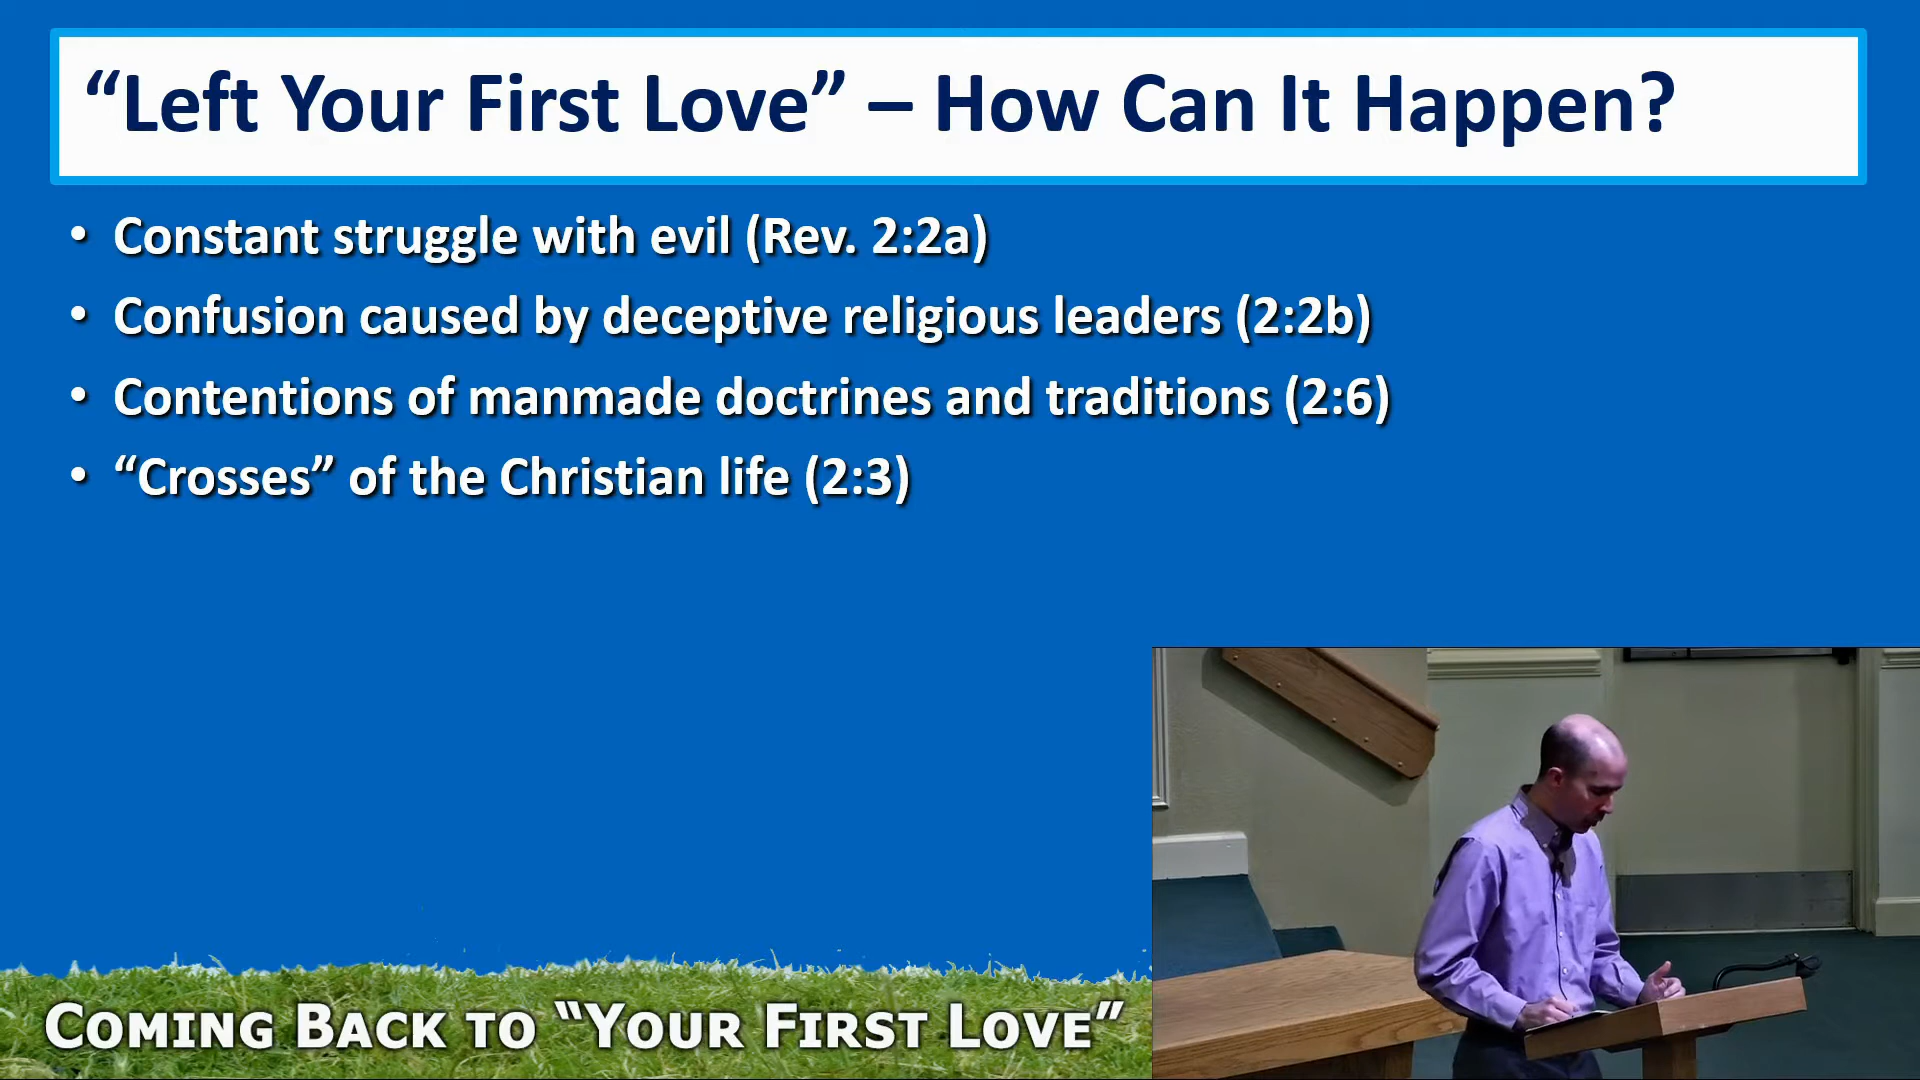 “Left Your First Love” – How Can It Happen?
• Constant struggle with evil (Rev. 2:2a)
• Confusion caused by deceptive religious leaders (2:2b)
• Contentions of manmade doctrines and traditions (2:6)
• “Crosses” of the Christian life (2:3)
Coming Back to “Your First Love”